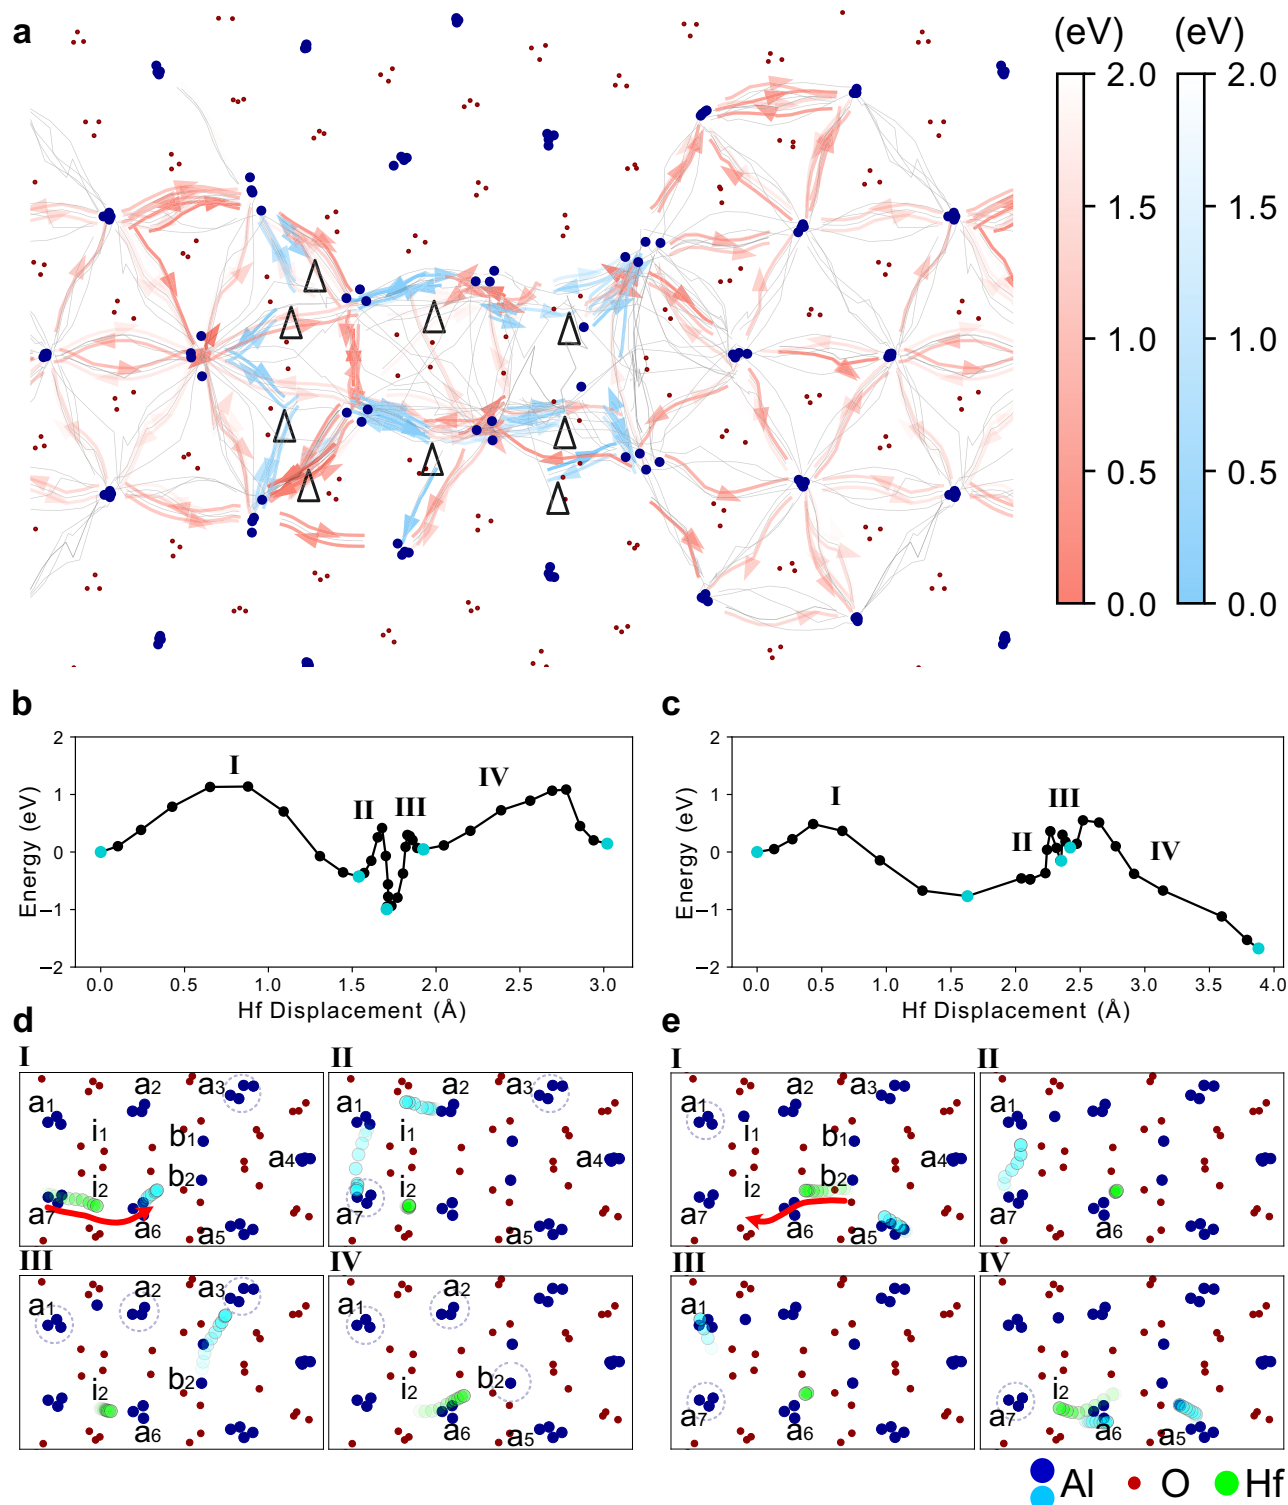 a
(eV) (eV)
2.0 2.0
1.5 1.5
1.0 1.0
0.5 0.5
0.0 0.0
b
2
1
0
−1
−2
Energy (eV)
I
II
III
IV
0.0 0.5 1.0 1.5 2.0 2.5 3.0
Hf Displacement (Å)
c
2
1
0
−1
−2
Energy (eV)
I
II
III
IV
0.0 0.5 1.0 1.5 2.0 2.5 3.0 3.5 4.0
Hf Displacement (Å)
d
I
a1 a2 a3
i1 b1
a4
i2 b2
a7 a6 a5
II
a1 a2 a3
i1
a4
i2
a7
III
a1 a2 a3
i2 b2
a6
IV
a1 a2
i2 b2
a6 a5
e
I
a1 a2 a3
i1 b1
a4
i2 b2
a7 a6 a5
II
a1
a6
III
a1
a7
IV
i2
a7 a6 a5
Al O Hf